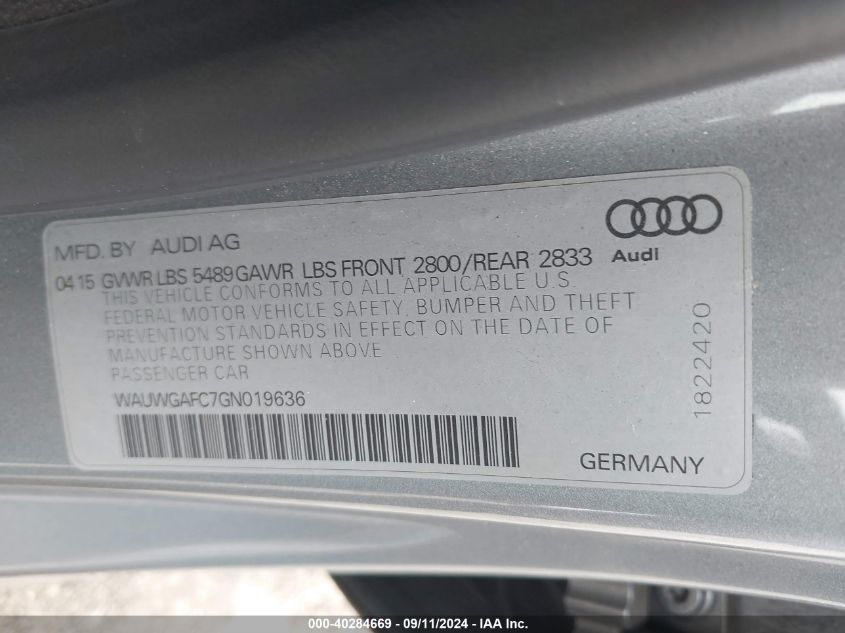 MFD. BY AUDI AG
04 15 GVWR LBS 5489 GAWR LBS FRONT 2800/REAR 2833
Audi
THIS VEHICLE CONFORMS TO ALL APPLICABLE U.S.
FEDERAL MOTOR VEHICLE SAFETY, BUMPER AND THEFT
PREVENTION STANDARDS IN EFFECT ON THE DATE OF
MANUFACTURE SHOWN ABOVE
PASSENGER CAR
WAUWGAFC7GN019636
1822420
GERMANY
000-40284669 - 09/11/2024 - IAA Inc.